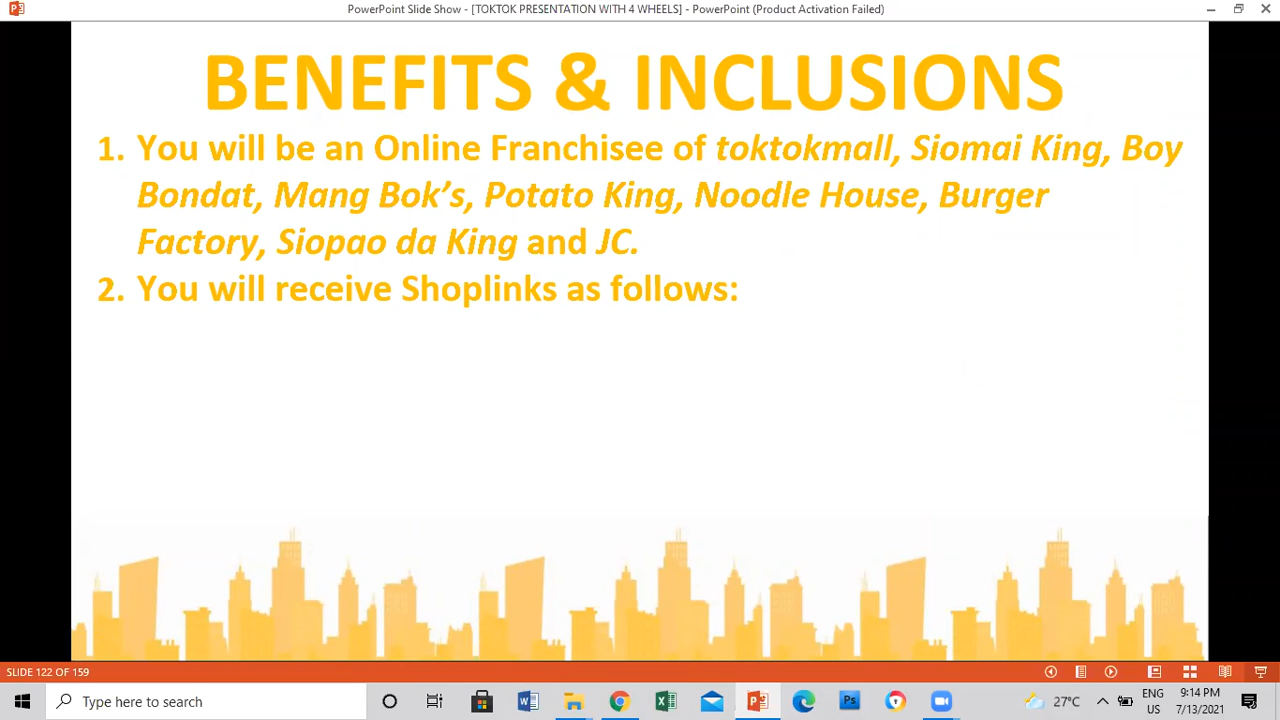 PowerPoint Slide Show - [TOKTOK PRESENTATION WITH 4 WHEELS] - PowerPoint (Product Activation Failed)
BENEFITS & INCLUSIONS
1. You will be an Online Franchisee of toktokmall, Siomai King, Boy
Bondat, Mang Bok’s, Potato King, Noodle House, Burger
Factory, Siopao da King and JC.
2. You will receive Shoplinks as follows:
SLIDE 122 OF 159
Type here to search
27°C
ENG
US
9:14 PM
7/13/2021